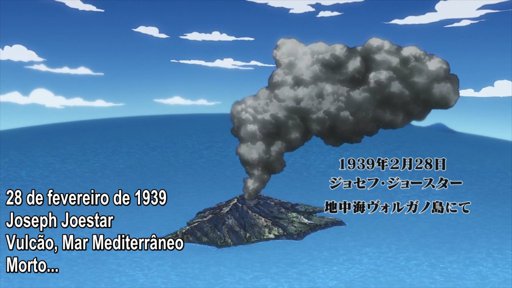 28 de fevereiro de 1939
Joseph Joestar
Vulcão, Mar Mediterrâneo
Morto...
1939年2月28日
ジョセフ・ジョースター
地中海ヴォルガノ島にて